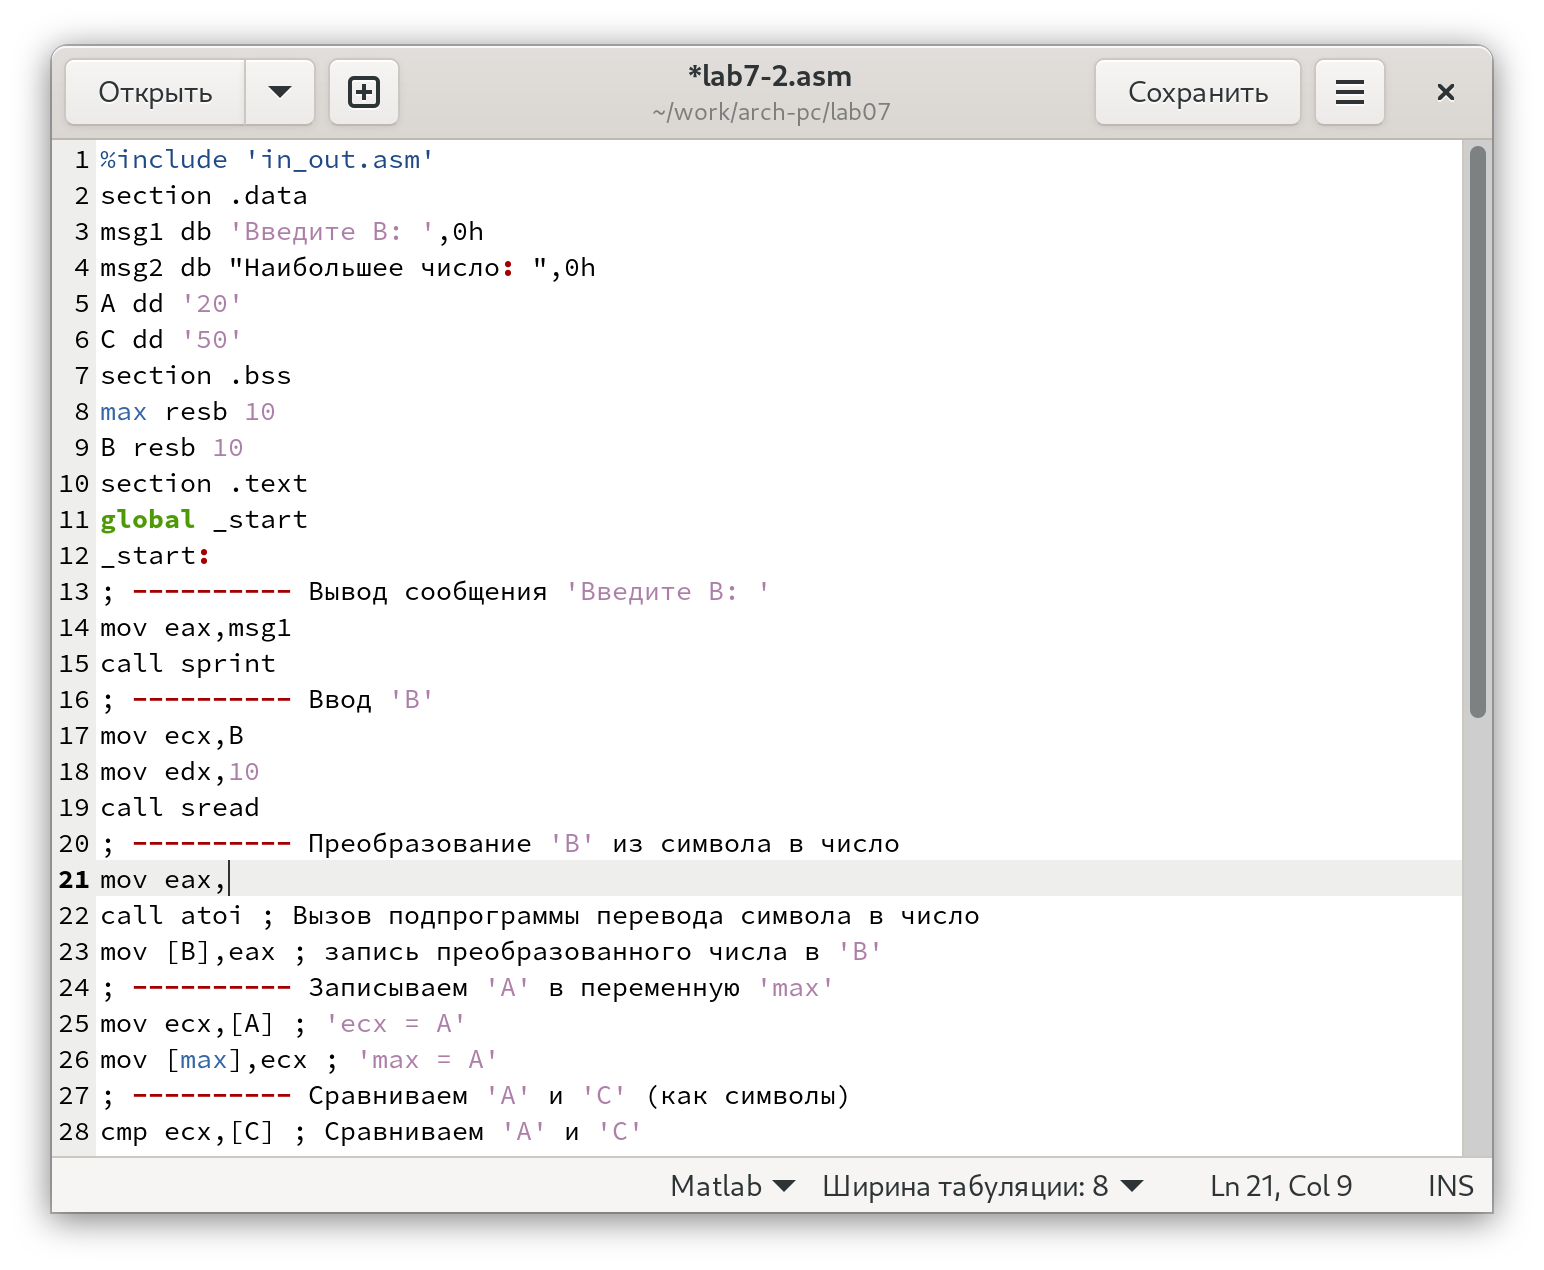 Открыть
*lab7-2.asm
~/work/arch-pc/lab07
Сохранить
1 %include 'in_out.asm'
2 section .data
3 msg1 db 'Введите B: ',0h
4 msg2 db "Наибольшее число: ",0h
5 A dd '20'
6 C dd '50'
7 section .bss
8 max resb 10
9 B resb 10
10 section .text
11 global _start
12 _start:
13 ; ---------- Вывод сообщения 'Введите B: '
14 mov eax,msg1
15 call sprint
16 ; ---------- Ввод 'B'
17 mov ecx,B
18 mov edx,10
19 call sread
20 ; ---------- Преобразование 'B' из символа в число
21 mov eax,
22 call atoi ; Вызов подпрограммы перевода символа в число
23 mov [B],eax ; запись преобразованного числа в 'B'
24 ; ---------- Записываем 'A' в переменную 'max'
25 mov ecx,[A] ; 'ecx = A'
26 mov [max],ecx ; 'max = A'
27 ; ---------- Сравниваем 'A' и 'С' (как символы)
28 cmp ecx,[C] ; Сравниваем 'A' и 'С'
Matlab Ширина табуляции: 8 Ln 21, Col 9 INS